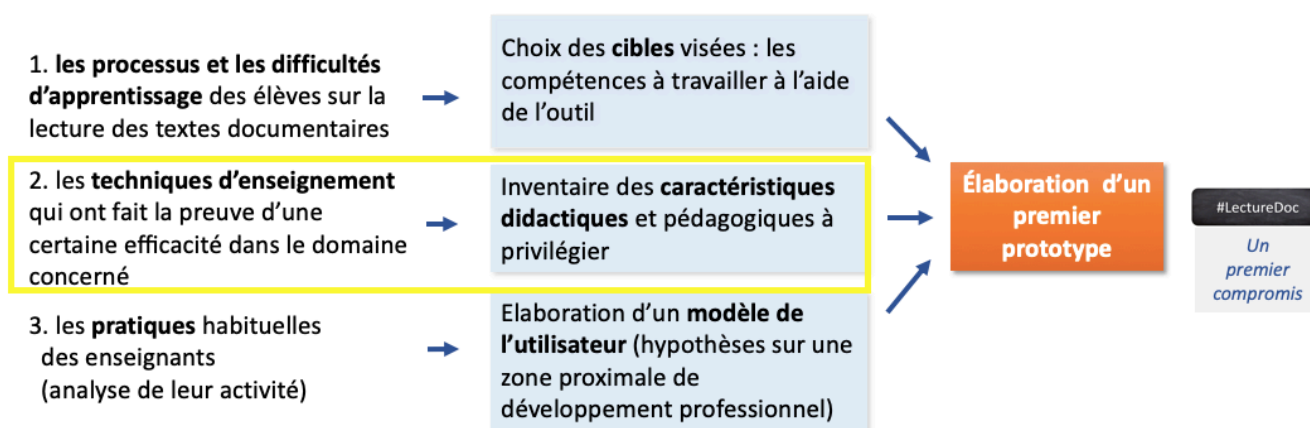 1. les processus et les difficultés
d'apprentissage des élèves sur la
lecture des textes documentaires
Choix des cibles visées : les
compétences à travailler à l'aide
de l'outil
2. les techniques d'enseignement
qui ont fait la preuve d'une
certaine efficacité dans le domaine
concerné
Inventaire des caractéristiques
didactiques et pédagogiques à
privilégier
3. les pratiques habituelles
des enseignants
(analyse de leur activité)
Elaboration d'un modèle de
l'utilisateur (hypothèses sur une
zone proximale de
développement professionnel)
Élaboration d'un
premier
prototype
#LectureDoc
Un
premier
compromis